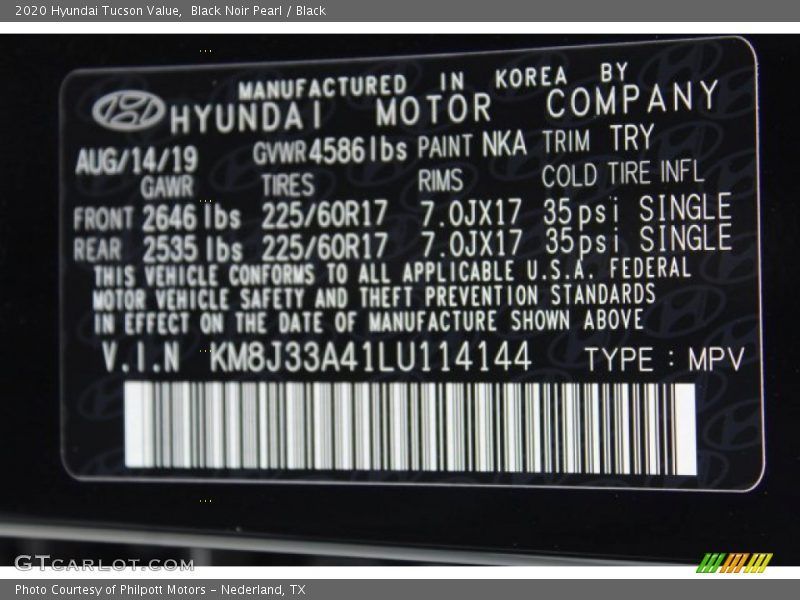 2020 Hyundai Tucson Value,  Black Noir Pearl / Black
MANUFACTURED IN KOREA BY
HYUNDAI MOTOR COMPANY
AUG/14/19 GVWR 4586lbs PAINT NKA TRIM TRY
GAWR TIRES RIMS COLD TIRE INFL
FRONT 2646 lbs 225/60R17 7.0JX17 35psi SINGLE
REAR 2535 lbs 225/60R17 7.0JX17 35psi SINGLE
THIS VEHICLE CONFORMS TO ALL APPLICABLE U.S.A. FEDERAL
MOTOR VEHICLE SAFETY AND THEFT PREVENTION STANDARDS
IN EFFECT ON THE DATE OF MANUFACTURE SHOWN ABOVE
V.I.N KM8J33A41LU114144 TYPE : MPV
GTCARLOT.COM
Photo Courtesy of Philpott Motors - Nederland, TX